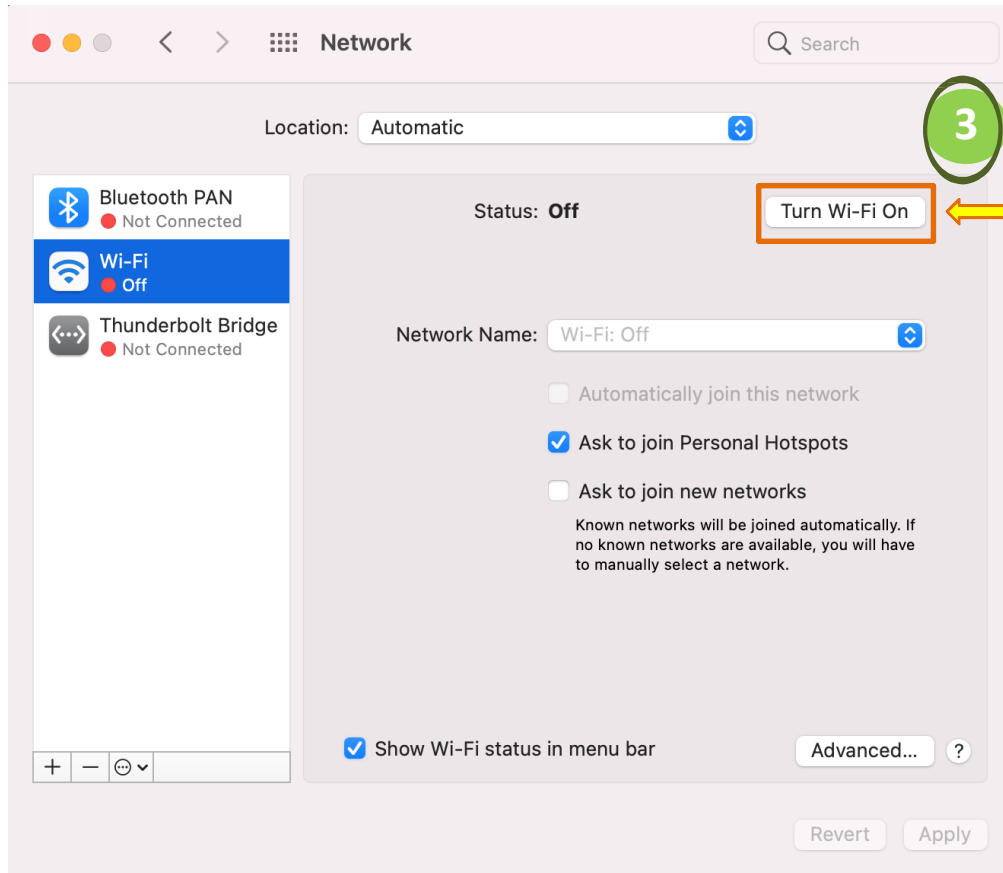 Network
Search
3
Location: Automatic
Bluetooth PAN
Not Connected
Wi-Fi
Off
Thunderbolt Bridge
Not Connected
Status: Off
Turn Wi-Fi On
Network Name: Wi-Fi: Off
Automatically join this network
Ask to join Personal Hotspots
Ask to join new networks
Known networks will be joined automatically. If
no known networks are available, you will have
to manually select a network.
Show Wi-Fi status in menu bar
Advanced...
?
Revert
Apply